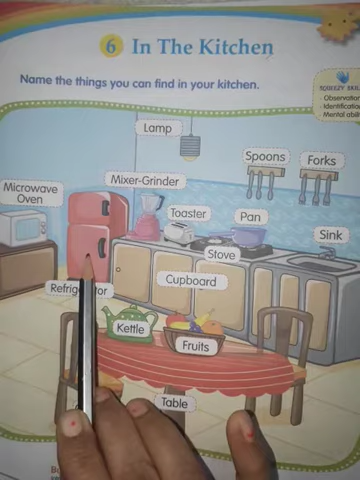 6 In The Kitchen
Name the things you can find in your kitchen.
Lamp
Spoons
Forks
Mixer-Grinder
Microwave
Oven
Toaster
Pan
Sink
Stove
Cupboard
Kettle
Fruits
Table